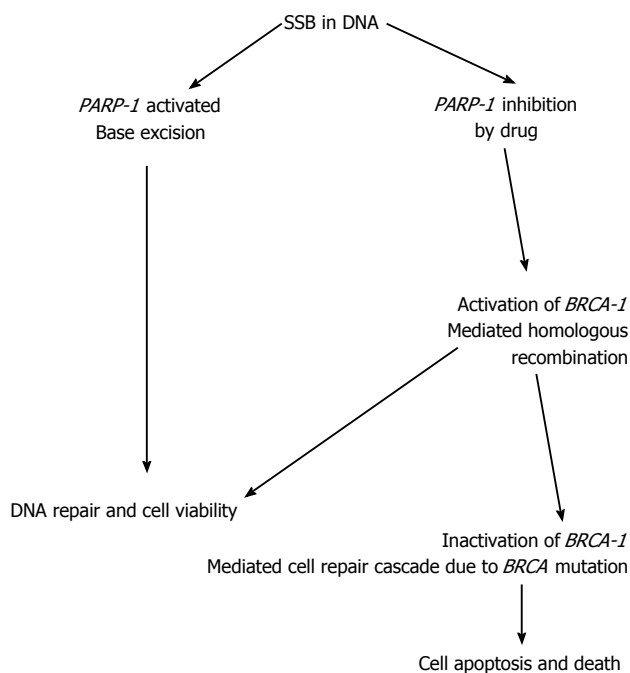 SSB in DNA
PARP-1 activated
Base excision
PARP-1 inhibition
by drug
Activation of BRCA-1
Mediated homologous
recombination
DNA repair and cell viability
Inactivation of BRCA-1
Mediated cell repair cascade due to BRCA mutation
Cell apoptosis and death